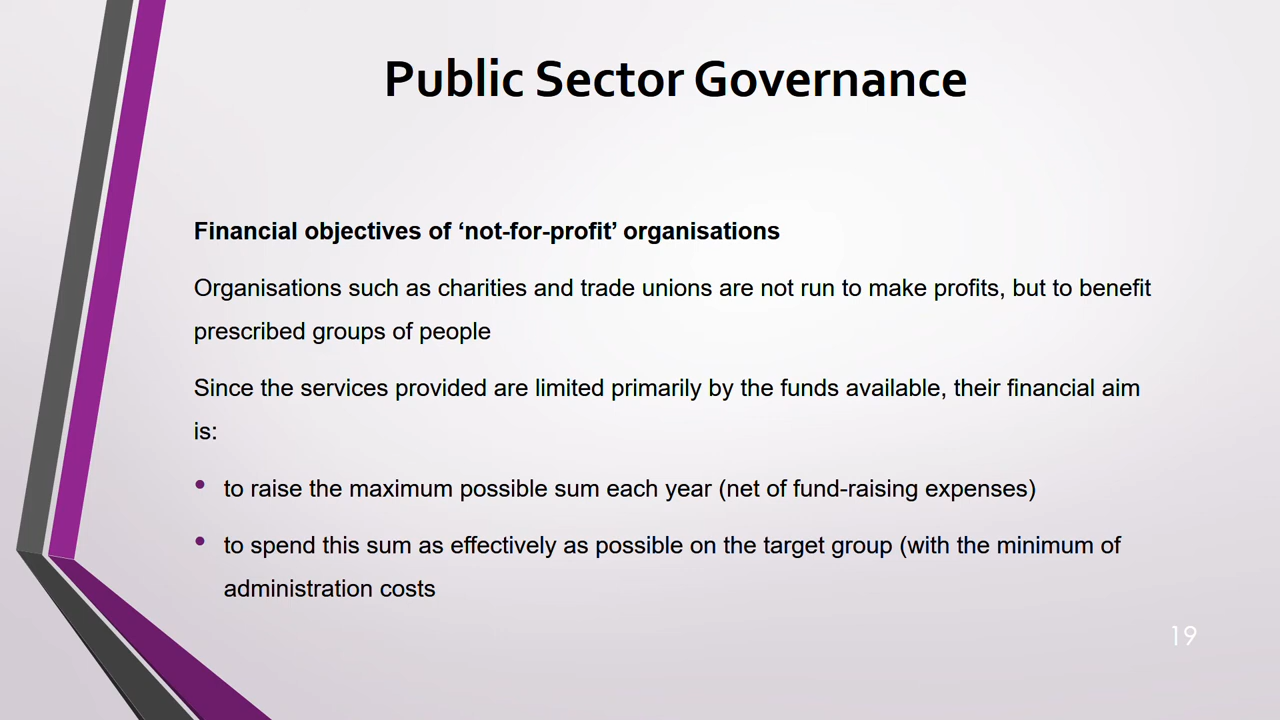 Public Sector Governance
Financial objectives of ‘not-for-profit’ organisations
Organisations such as charities and trade unions are not run to make profits, but to benefit
prescribed groups of people
Since the services provided are limited primarily by the funds available, their financial aim
is:
• to raise the maximum possible sum each year (net of fund-raising expenses)
• to spend this sum as effectively as possible on the target group (with the minimum of
administration costs
19